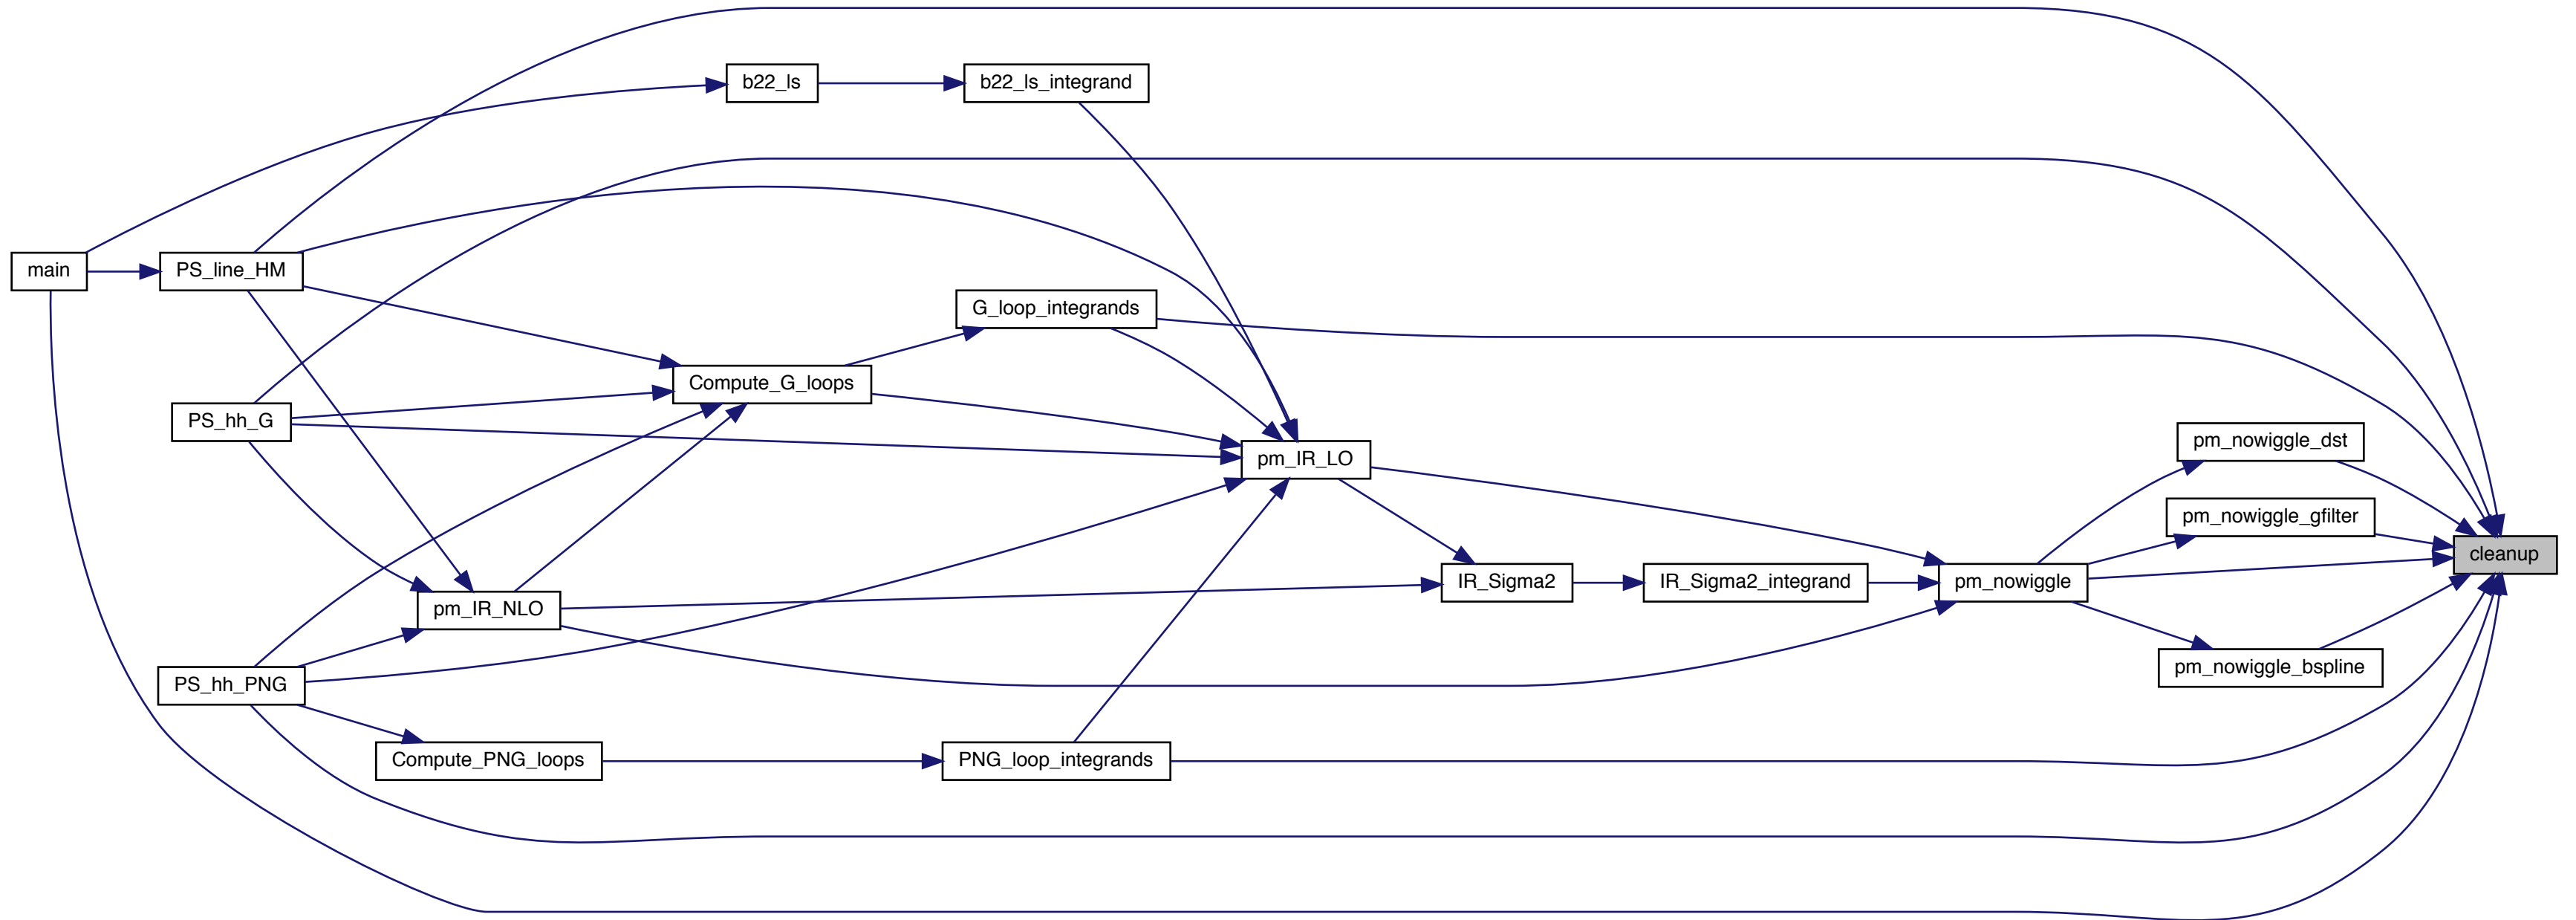 b22_ls
b22_ls_integrand
main
PS_line_HM
G_loop_integrands
Compute_G_loops
PS_hh_G
pm_IR_LO
pm_nowiggle_dst
pm_nowiggle_gfilter
cleanup
IR_Sigma2
IR_Sigma2_integrand
pm_nowiggle
pm_IR_NLO
pm_nowiggle_bspline
PS_hh_PNG
Compute_PNG_loops
PNG_loop_integrands